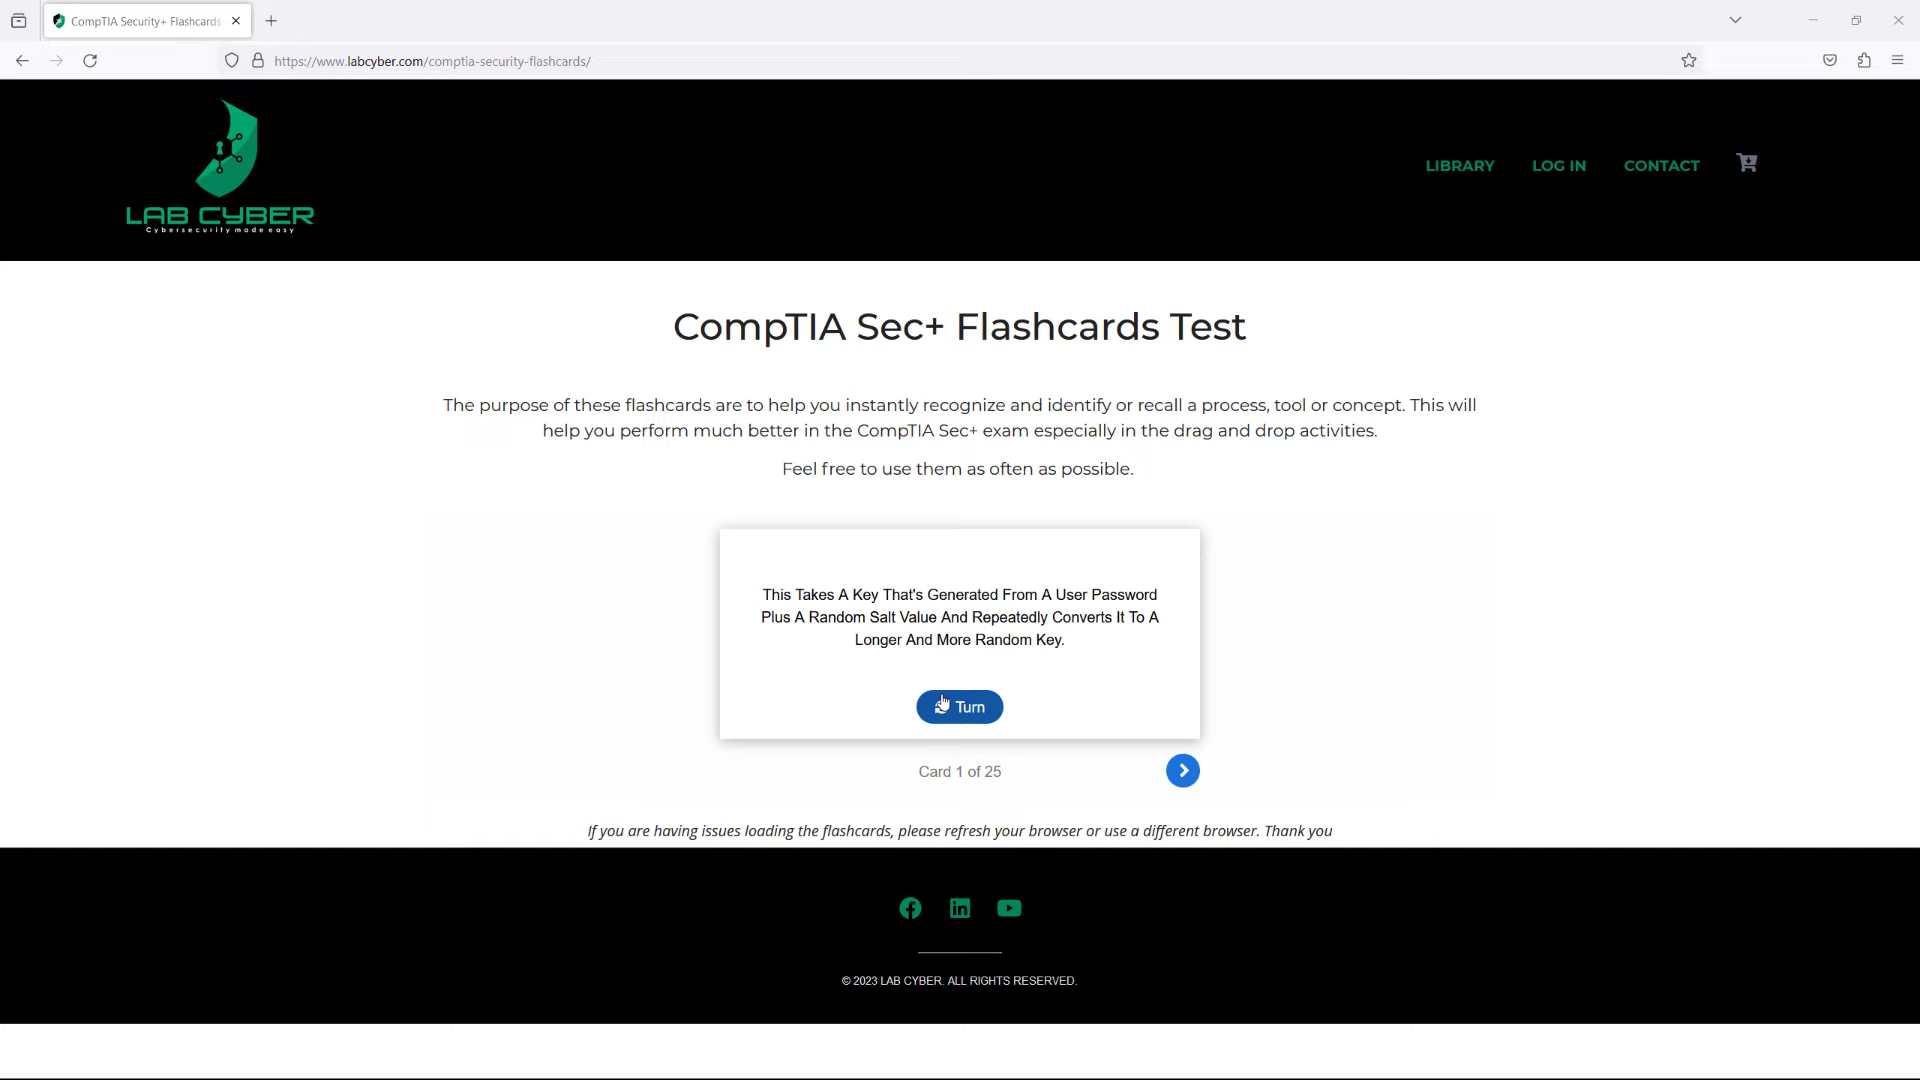 CompTIA Security+ Flashcards
https://www.labcyber.com/comptia-security-flashcards/
LAB CYBER
Cybersecurity made easy
LIBRARY LOG IN CONTACT
CompTIA Sec+ Flashcards Test
The purpose of these flashcards are to help you instantly recognize and identify or recall a process, tool or concept. This will
help you perform much better in the CompTIA Sec+ exam especially in the drag and drop activities.
Feel free to use them as often as possible.
This Takes A Key That's Generated From A User Password
Plus A Random Salt Value And Repeatedly Converts It To A
Longer And More Random Key.
Turn
Card 1 of 25
If you are having issues loading the flashcards, please refresh your browser or use a different browser. Thank you
© 2023 LAB CYBER. ALL RIGHTS RESERVED.